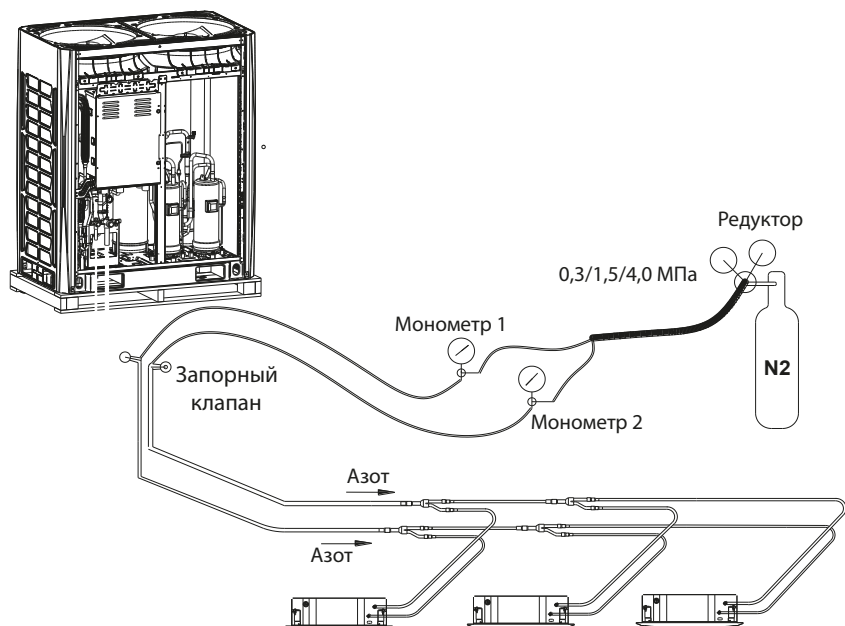 Редуктор
0,3/1,5/4,0 МПа
Монометр 1
N2
Запорный
клапан
Монометр 2
Азот
Азот